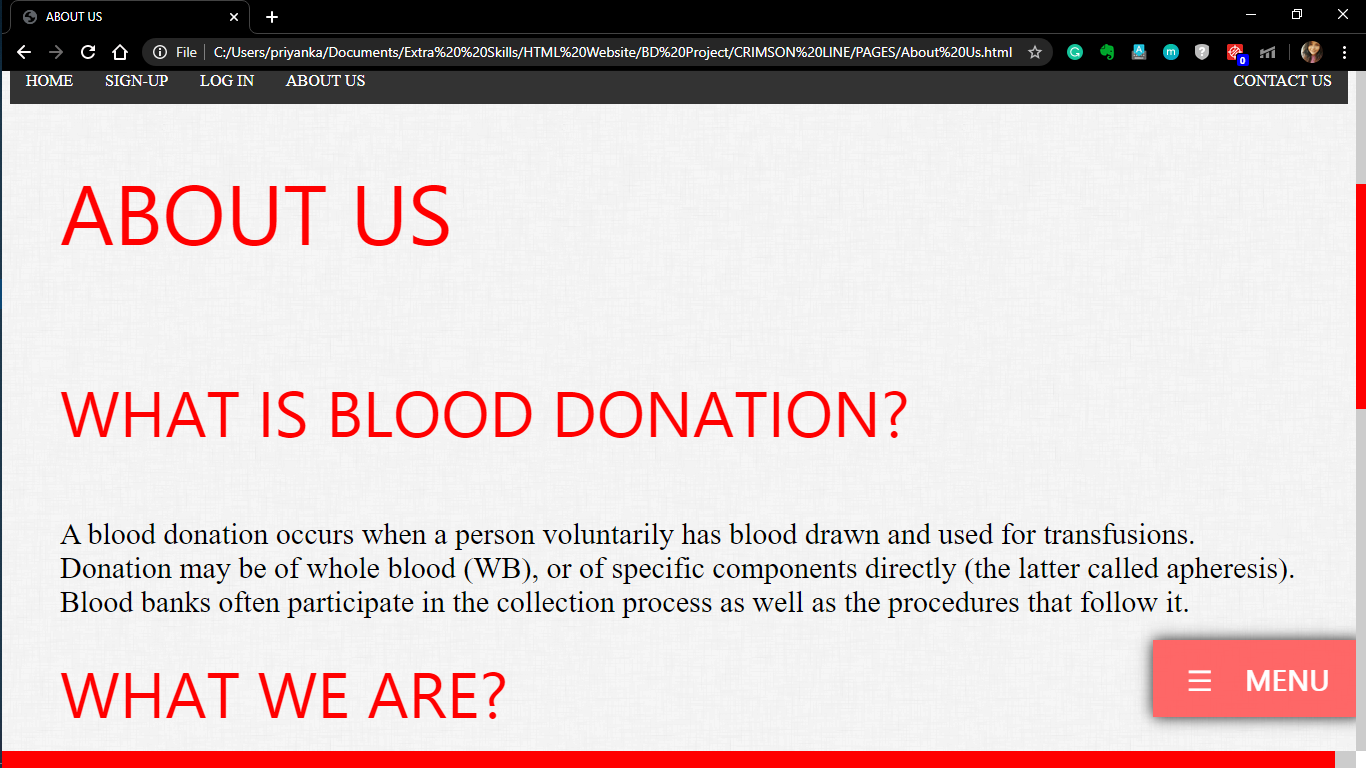 ABOUT US
File C:/Users/priyanka/Documents/Extra%20%20Skills/HTML%20Website/BD%20Project/CRIMSON%20LINE/PAGES/About%20Us.html
0
HOME SIGN-UP LOG IN ABOUT US CONTACT US
ABOUT US
WHAT IS BLOOD DONATION?
A blood donation occurs when a person voluntarily has blood drawn and used for transfusions.
Donation may be of whole blood (WB), or of specific components directly (the latter called apheresis).
Blood banks often participate in the collection process as well as the procedures that follow it.
☰ MENU
WHAT WE ARE?